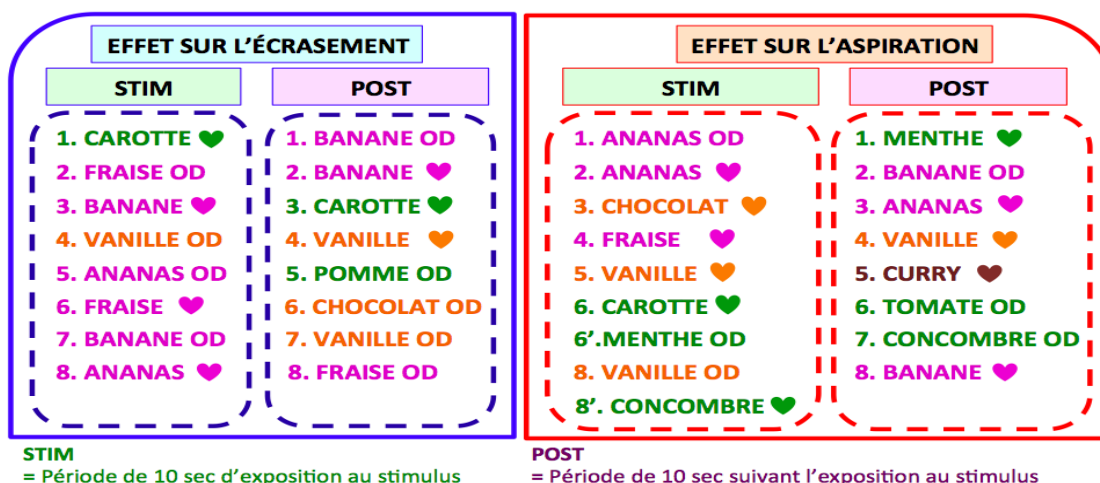 EFFET SUR L'ÉCRASEMENT
STIM
1. CAROTTE
2. FRAISE OD
3. BANANE
4. VANILLE OD
5. ANANAS OD
6. FRAISE
7. BANANE OD
8. ANANAS
POST
1. BANANE OD
2. BANANE
3. CAROTTE
4. VANILLE
5. POMME OD
6. CHOCOLAT OD
7. VANILLE OD
8. FRAISE OD
EFFET SUR L'ASPIRATION
STIM
1. ANANAS OD
2. ANANAS
3. CHOCOLAT
4. FRAISE
5. VANILLE
6. CAROTTE
6'.MENTHE OD
8. VANILLE OD
8'. CONCOMBRE
POST
1. MENTHE
2. BANANE OD
3. ANANAS
4. VANILLE
5. CURRY
6. TOMATE OD
7. CONCOMBRE OD
8. BANANE
STIM
= Période de 10 sec d'exposition au stimulus
POST
= Période de 10 sec suivant l'exposition au stimulus